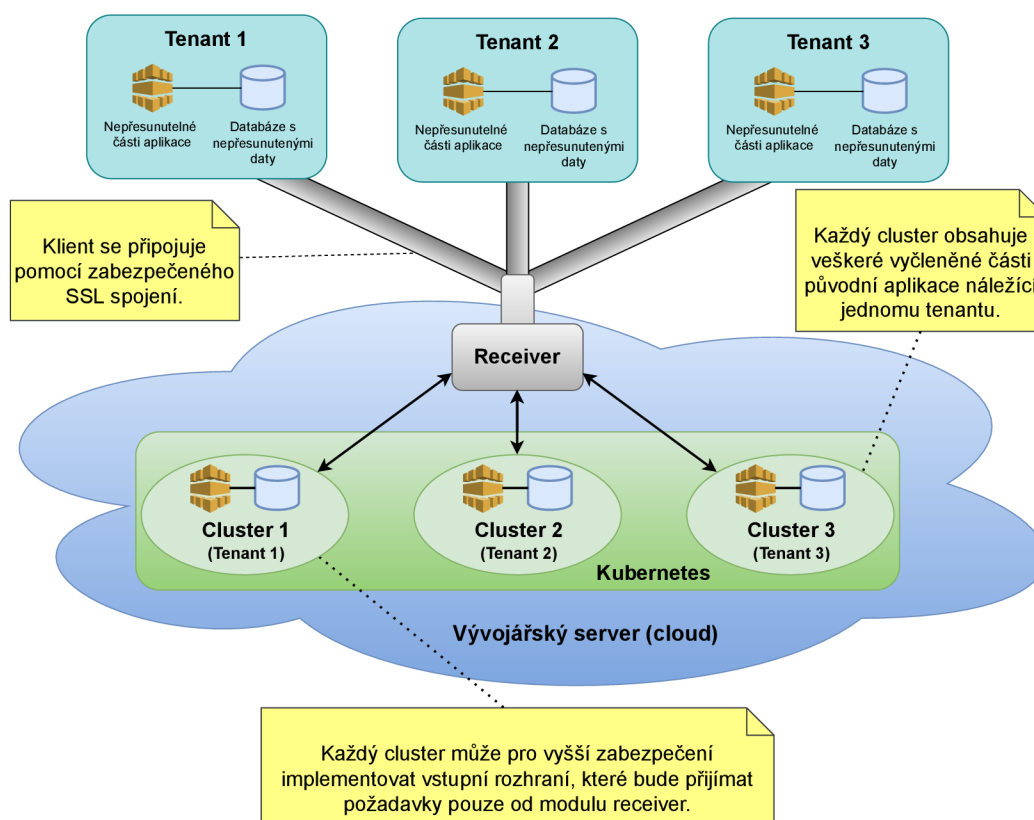 Tenant 1
Nepřesunutelné
části aplikace
Databáze s
nepřesunutenými
daty
Tenant 2
Nepřesunutelné
části aplikace
Databáze s
nepřesunutenými
daty
Tenant 3
Nepřesunutelné
části aplikace
Databáze s
nepřesunutenými
daty
Klient se připojuje
pomocí zabezpečeného
SSL spojení.
Každý cluster obsahuje
veškeré vyčleněné části
původní aplikace náležící
jednomu tenantu.
Receiver
Cluster 1
(Tenant 1)
Cluster 2
(Tenant 2)
Cluster 3
(Tenant 3)
Kubernetes
Vývojářský server (cloud)
Každý cluster může pro vyšší zabezpečení
implementovat vstupní rozhraní, které bude přijímat
požadavky pouze od modulu receiver.